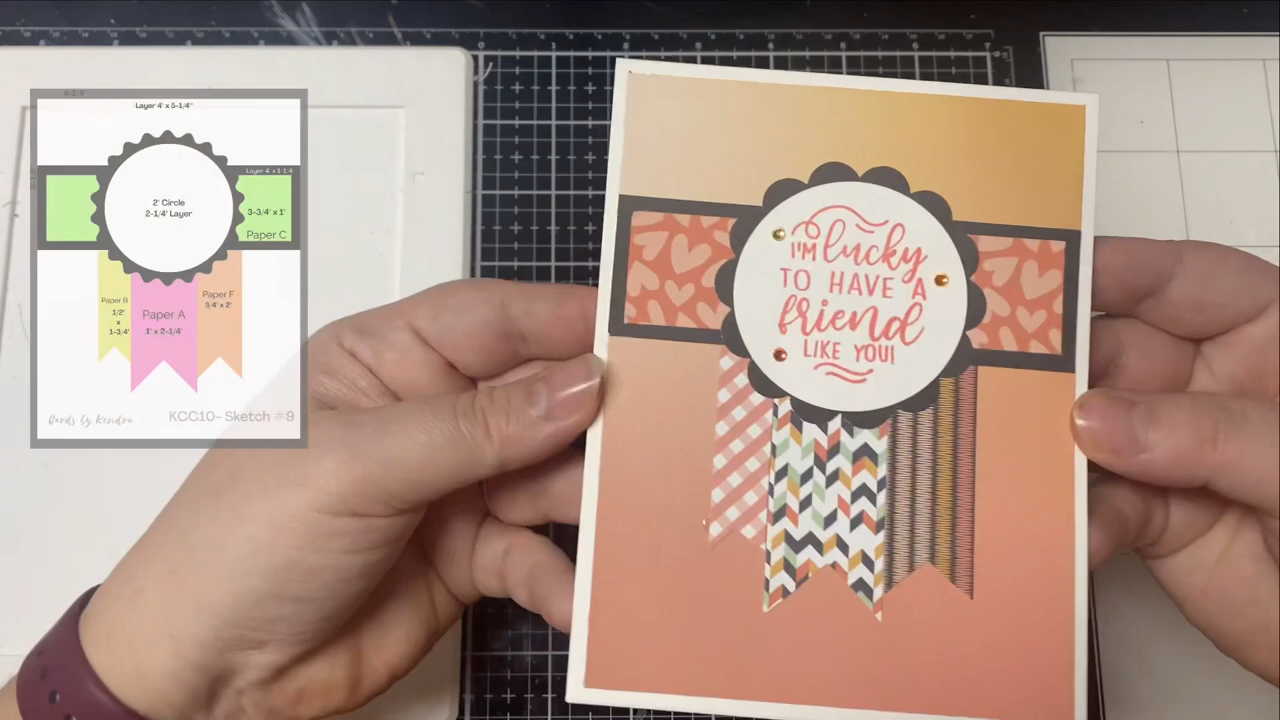 Layer 4' x 5-1/4"
Layer 4 x 1-1 4
2' Circle
2-1/4' Layer
3-3/4' x 1'
Paper C
Paper B
1/2'
x
1-3/4'
Paper A
1' x 2-1/4'
Paper F
3/4' x 2'
Cards by Kendra
KCC10- Sketch #9
I'M lucky
TO HAVE A
friend
LIKE YOU!